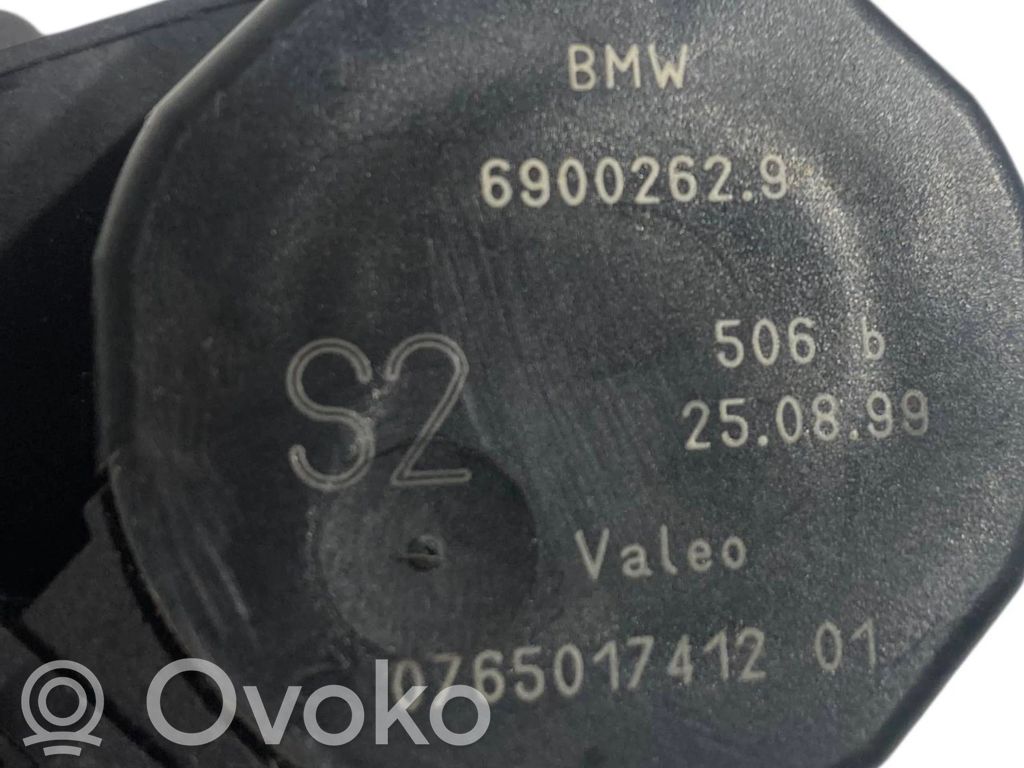 BMW
6900262.9
506 b
S2
25.08.99
Valeo
0765017412 01
Ovoko